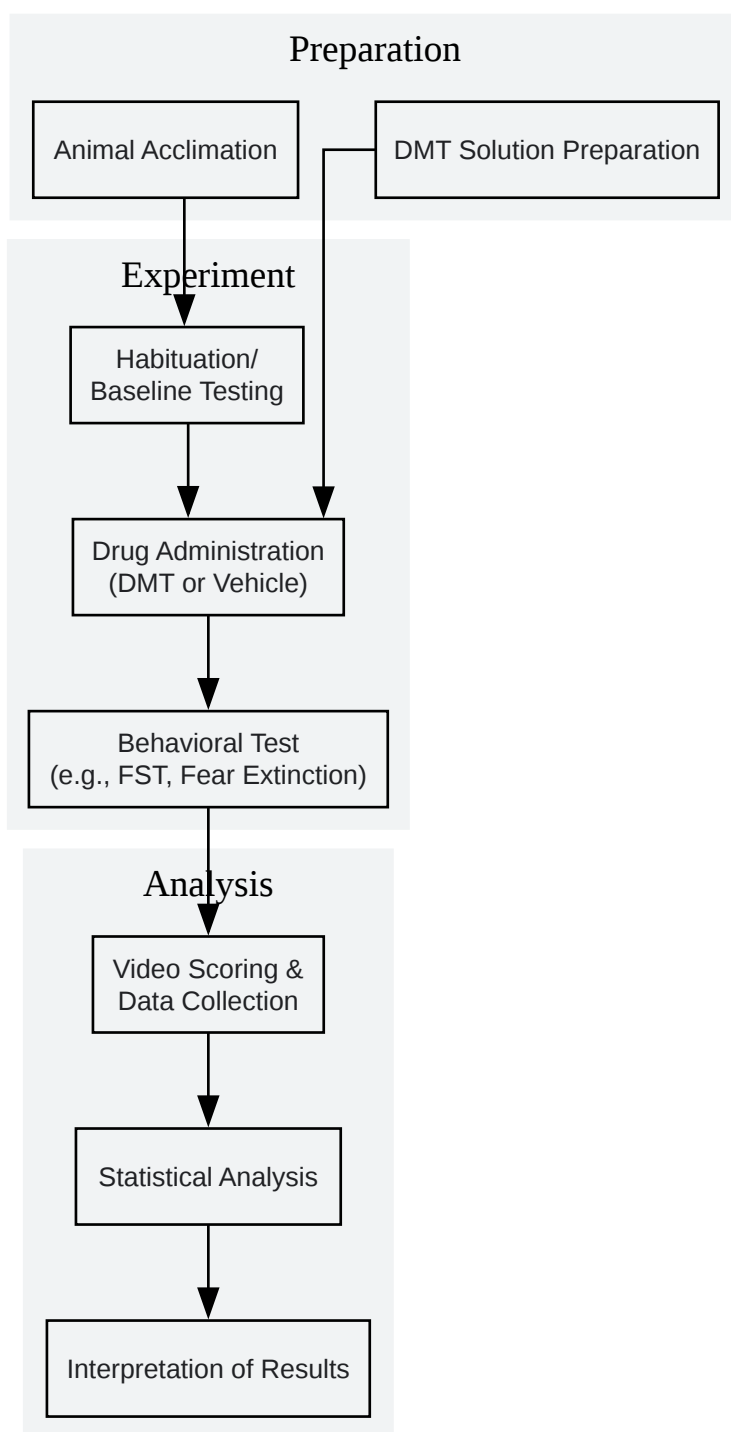 Preparation
Animal Acclimation
DMT Solution Preparation
Experiment
Habituation/
Baseline Testing
Drug Administration
(DMT or Vehicle)
Behavioral Test
(e.g., FST, Fear Extinction)
Analysis
Video Scoring &
Data Collection
Statistical Analysis
Interpretation of Results